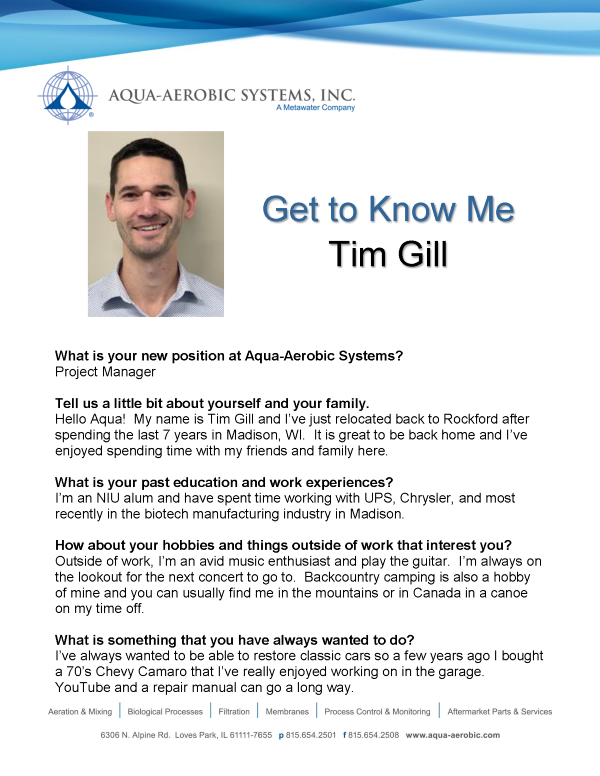 AQUA-AEROBIC SYSTEMS, INC.
A Metawater Company
®
Get to Know Me
Tim Gill
What is your new position at Aqua-Aerobic Systems?
Project Manager
Tell us a little bit about yourself and your family.
Hello Aqua!  My name is Tim Gill and I've just relocated back to Rockford after
spending the last 7 years in Madison, WI.  It is great to be back home and I've
enjoyed spending time with my friends and family here.
What is your past education and work experiences?
I'm an NIU alum and have spent time working with UPS, Chrysler, and most
recently in the biotech manufacturing industry in Madison.
How about your hobbies and things outside of work that interest you?
Outside of work, I'm an avid music enthusiast and play the guitar.  I'm always on
the lookout for the next concert to go to.  Backcountry camping is also a hobby
of mine and you can usually find me in the mountains or in Canada in a canoe
on my time off.
What is something that you have always wanted to do?
I've always wanted to be able to restore classic cars so a few years ago I bought
a 70's Chevy Camaro that I've really enjoyed working on in the garage.
YouTube and a repair manual can go a long way.
Aeration & Mixing | Biological Processes | Filtration | Membranes | Process Control & Monitoring | Aftermarket Parts & Services
6306 N. Alpine Rd.  Loves Park, IL 61111-7655  p 815.654.2501  f 815.654.2508  www.aqua-aerobic.com